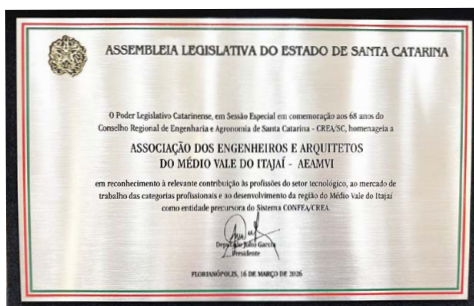 ASSEMBLEIA LEGISLATIVA DO ESTADO DE SANTA CATARINA
O Poder Legislativo Catarinense, em Sessão Especial em comemoração aos 68 anos do
Conselho Regional de Engenharia e Agronomia de Santa Catarina - CREA/SC, homenageia a
ASSOCIAÇÃO DOS ENGENHEIROS E ARQUITETOS
DO MÉDIO VALE DO ITAJAÍ - AEAMVI
em reconhecimento à relevante contribuição às profissões do setor tecnológico, ao mercado de
trabalho das categorias profissionais e ao desenvolvimento da região do Médio Vale do Itajaí
como entidade precursora do Sistema CONFEA/CREA.
Deputado Julio Garcia
Presidente
FLORIANÓPOLIS, 16 DE MARÇO DE 2026